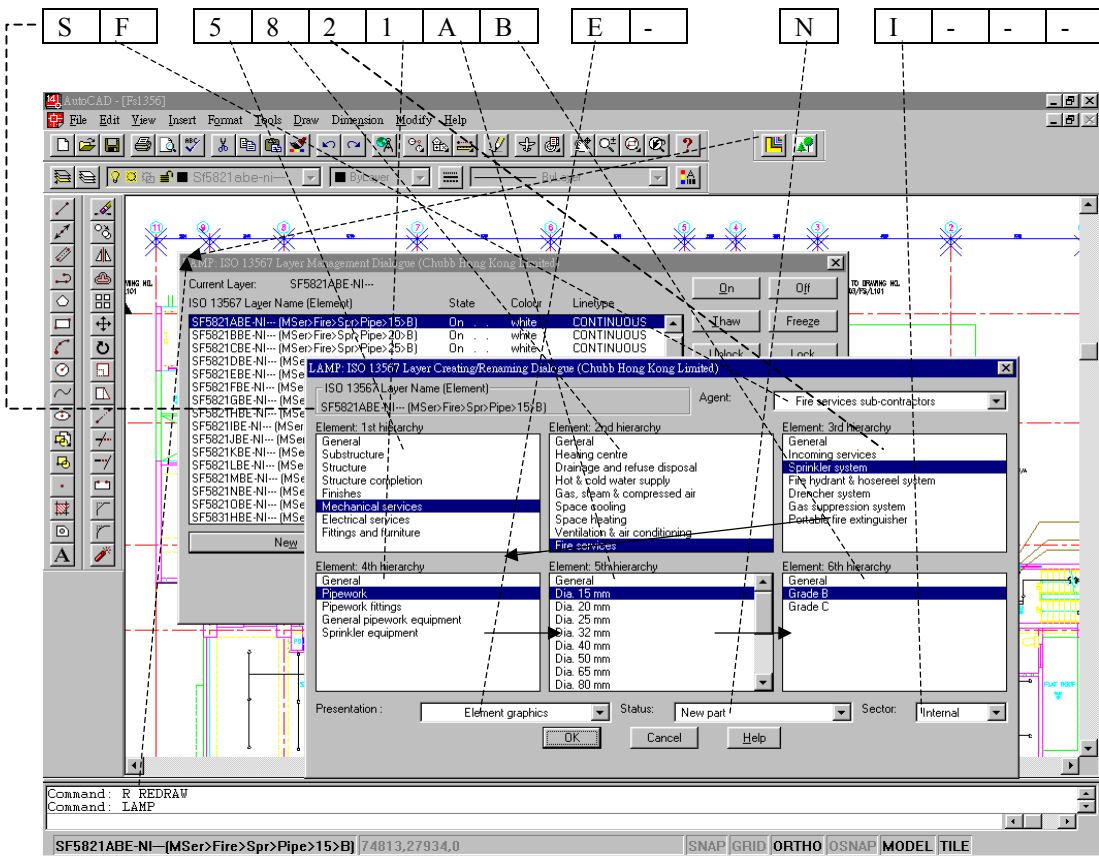 S F 5 8 2 1 A B E - N I - - -
AutoCAD - [Fs1356]
File Edit View Insert Format Tools Draw Dimension Modify Help
Sf5821abe-ni— ByLayer ByLayer
11 9 8 7 6 5 4 3 2
LAMP: ISO 13567 Layer Management Dialogue (Chubb Hong Kong Limited)
Current Layer: SF5821ABE-NI---
ISO 13567 Layer Name (Element) State Colour Linetype
On Off
SF5821ABE-NI--- (MSer>Fire>Spr>Pipe>15>B) On . . white CONTINUOUS
SF5821BBE-NI--- (MSer>Fire>Spr>Pipe>20>B) On . . white CONTINUOUS
SF5821CBE-NI--- (MSer>Fire>Spr>Pipe>25>B) On . . white CONTINUOUS
Thaw Freeze
Unlock Lock
SF5821DBE-NI--- (MSe
SF5821EBE-NI--- (MSe
SF5821FBE-NI--- (MSe
SF5821GBE-NI--- (MSe
SF5821HBE-NI--- (MSe
SF5821IBE-NI--- (MSer
SF5821JBE-NI--- (MSe
SF5821KBE-NI--- (MSe
SF5821LBE-NI--- (MSe
SF5821MBE-NI--- (MSe
SF5821NBE-NI--- (MSe
SF5821OBE-NI--- (MSe
SF5831HBE-NI--- (MSe
New
LAMP: ISO 13567 Layer Creating/Renaming Dialogue (Chubb Hong Kong Limited)
ISO 13567 Layer Name (Element)
SF5821ABE-NI--- (MSer>Fire>Spr>Pipe>15>B)
Agent: Fire services sub-contractors
Element: 1st hierarchy
General
Substructure
Structure
Structure completion
Finishes
Mechanical services
Electrical services
Fittings and furniture
Element: 2nd hierarchy
General
Heating centre
Drainage and refuse disposal
Hot & cold water supply
Gas, steam & compressed air
Space cooling
Space heating
Ventilation & air conditioning
Fire services
Element: 3rd hierarchy
General
Incoming services
Sprinkler system
Fire hydrant & hosereel system
Drencher system
Gas suppression system
Portable fire extinguisher
Element: 4th hierarchy
General
Pipework
Pipework fittings
General pipework equipment
Sprinkler equipment
Element: 5th hierarchy
General
Dia. 15 mm
Dia. 20 mm
Dia. 25 mm
Dia. 32 mm
Dia. 40 mm
Dia. 50 mm
Dia. 65 mm
Dia. 80 mm
Element: 6th hierarchy
General
Grade B
Grade C
Presentation : Element graphics Status: New part Sector: Internal
OK Cancel Help
Command: R REDRAW
Command: LAMP
SF5821ABE-NI---(MSer>Fire>Spr>Pipe>15>B) 74813,27934,0 SNAP GRID ORTHO OSNAP MODEL TILE